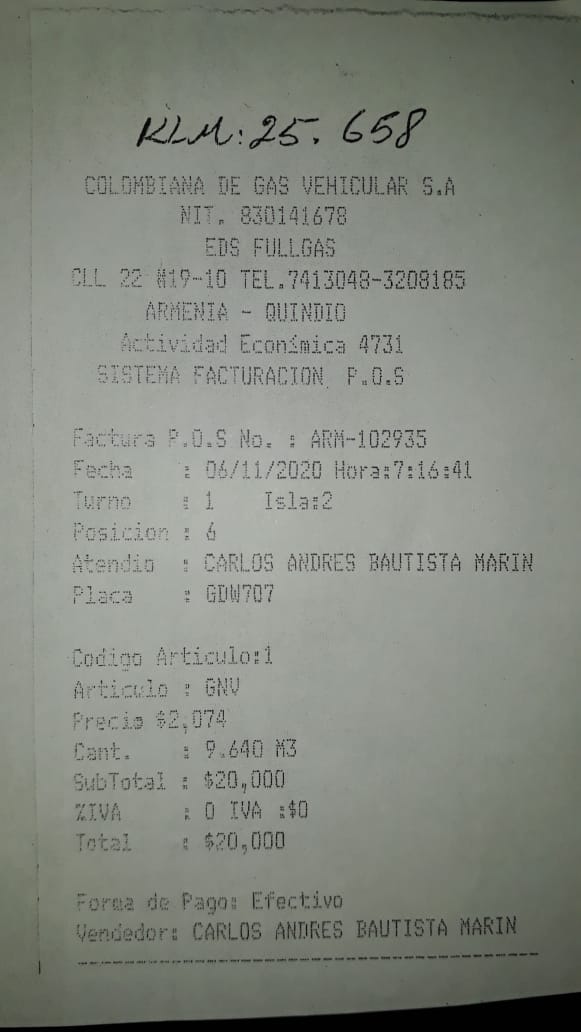 KLM: 25.658
COLOMBIANA DE GAS VEHICULAR S.A
NIT. 830141678
EDS FULLGAS
CLL 22 #19-10 TEL.7413048-3208185
ARMENIA - QUINDIO
Actividad Económica 4731
SISTEMA FACTURACION P.O.S
Factura P.O.S No. : ARM-102935
Fecha : 06/11/2020 Hora:7:16:41
Turno : 1 Isla:2
Posicion : 6
Atendio : CARLOS ANDRES BAUTISTA MARIN
Placa : GDW707
Codigo Artículo:1
Artículo : GNV
Precio $2,074
Cant. : 9.640 M3
SubTotal : $20,000
%IVA : 0 IVA :$0
Total : $20,000
Forma de Pago: Efectivo
Vendedor: CARLOS ANDRES BAUTISTA MARIN